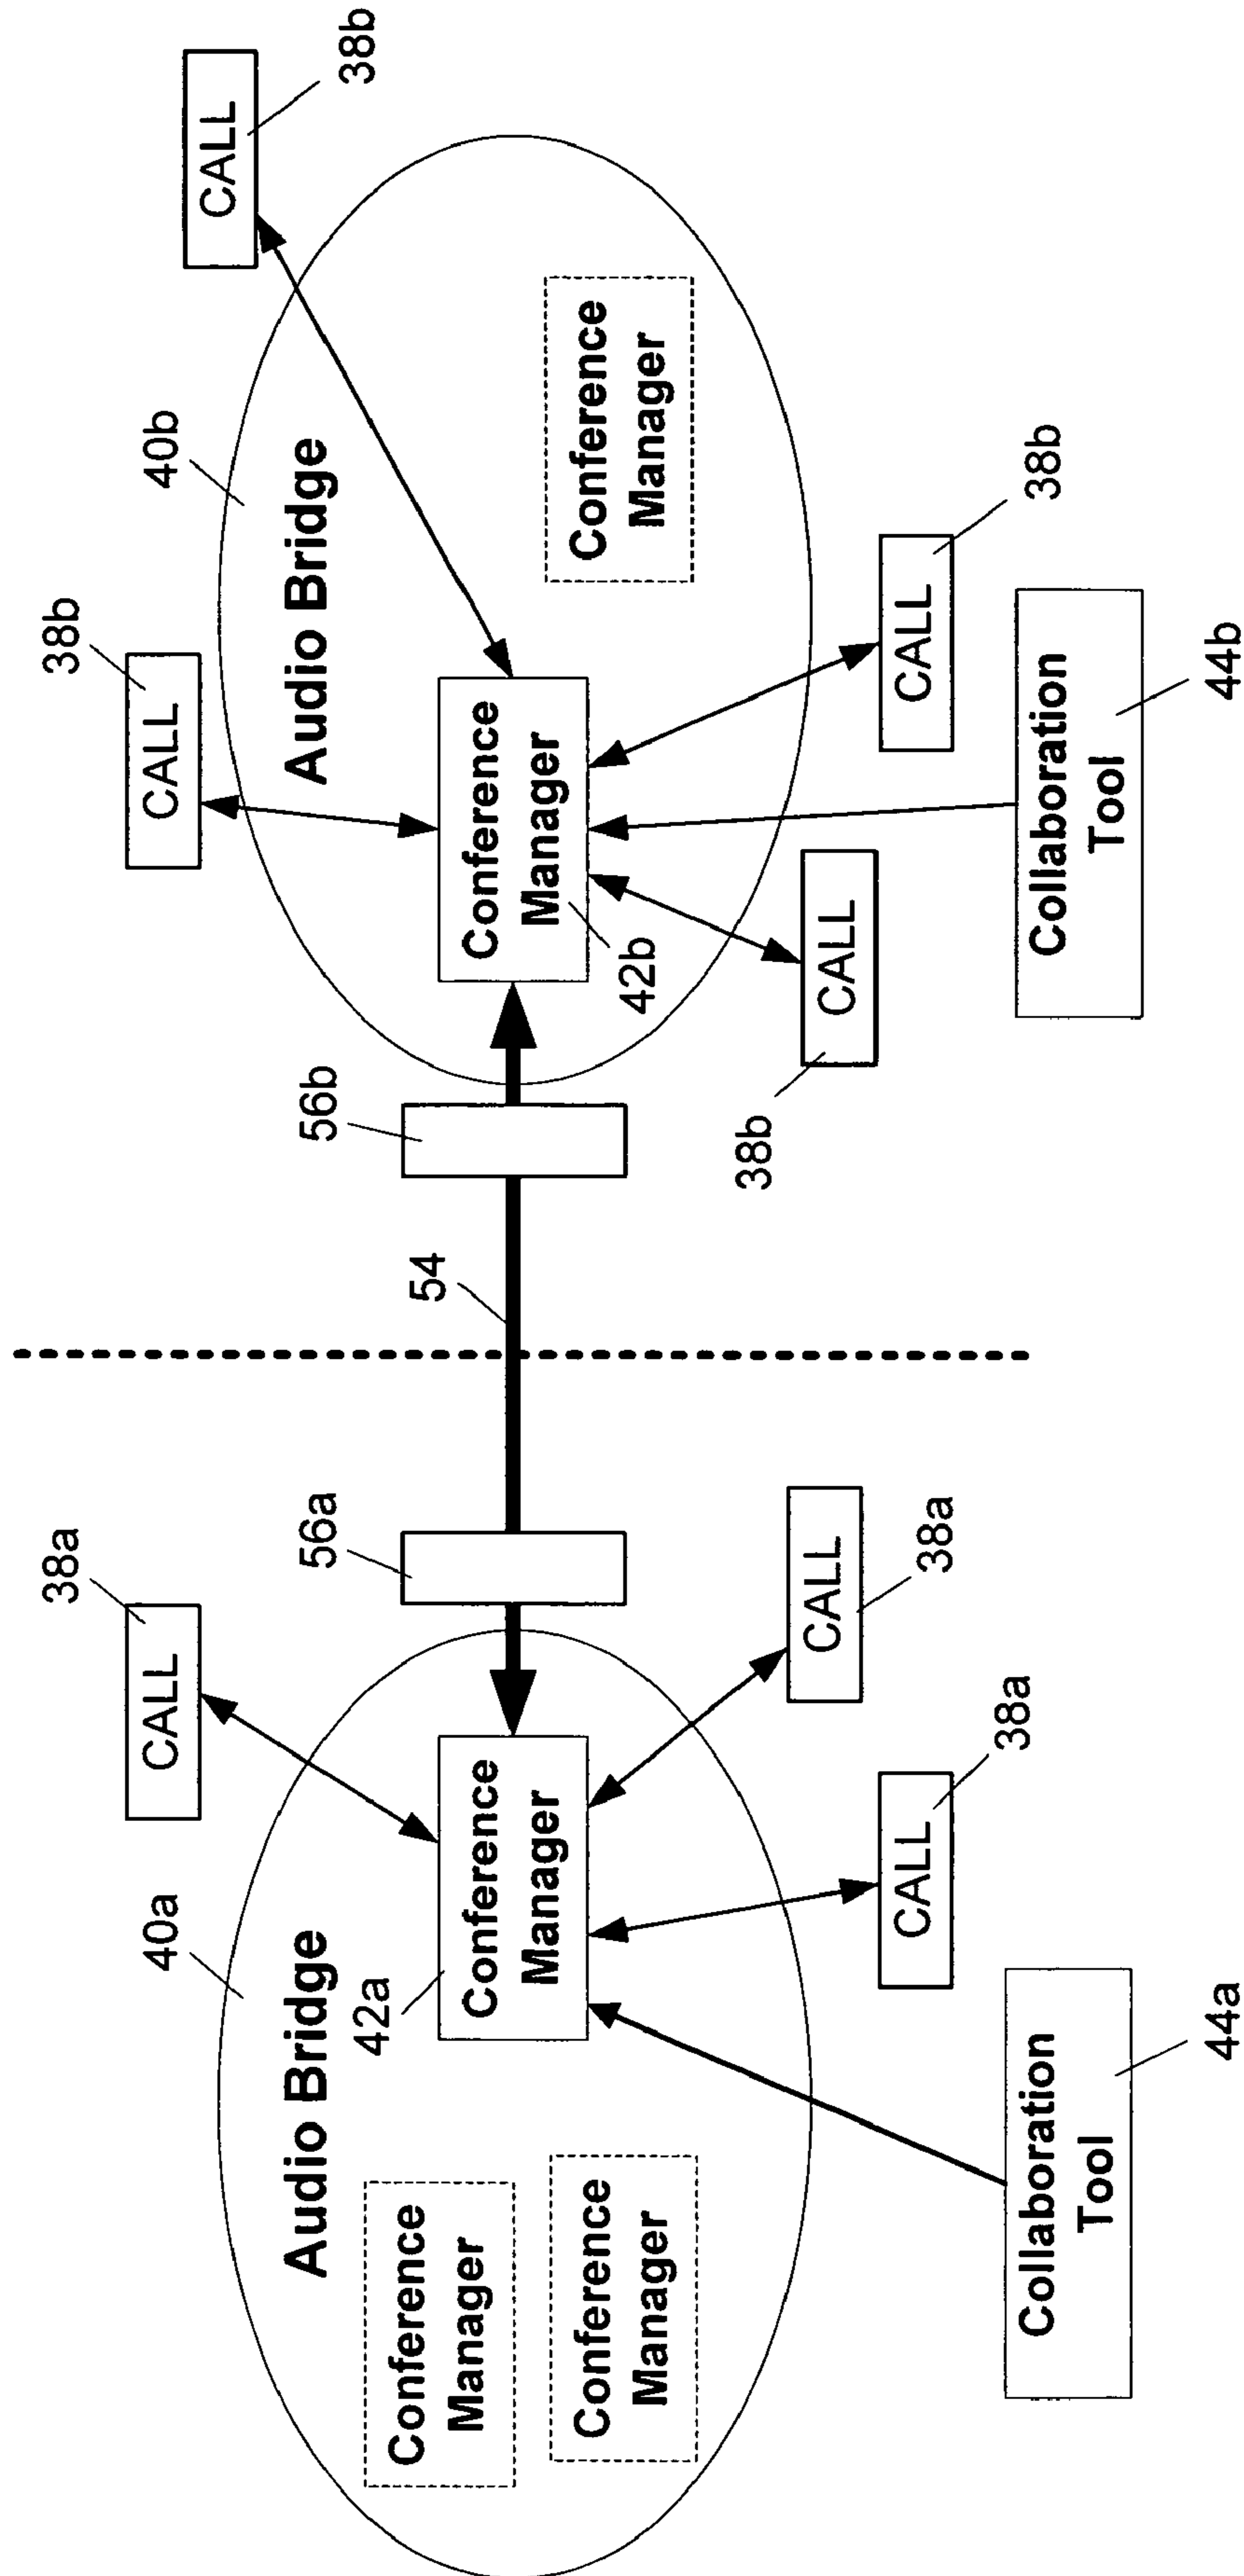 38a
CALL
40a
Audio Bridge
42a
Conference
Manager
Conference
Manager
Conference
Manager
56a
CALL
38a
CALL
38a
Collaboration
Tool
44a
54
38b
CALL
40b
Audio Bridge
CALL
38b
56b
Conference
Manager
42b
Conference
Manager
CALL
38b
CALL
38b
Collaboration
Tool
44b